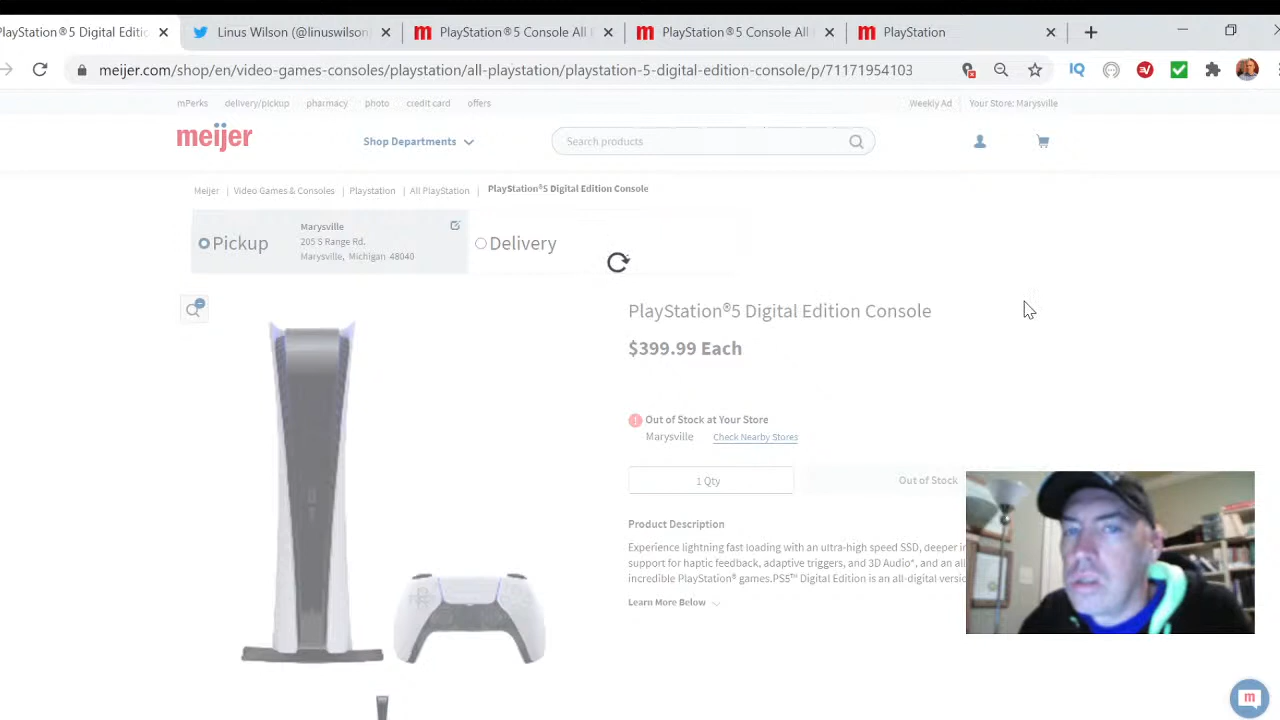 PlayStation®5 Digital Edition
Linus Wilson (@linuswilson
PlayStation®5 Console All
PlayStation®5 Console All
PlayStation
meijer.com/shop/en/video-games-consoles/playstation/all-playstation/playstation-5-digital-edition-console/p/71171954103
mPerks delivery/pickup pharmacy photo credit card offers
Weekly Ad Your Store: Marysville
meijer
Shop Departments
Search products
Meijer | Video Games & Consoles | Playstation | All PlayStation | PlayStation®5 Digital Edition Console
Pickup
Marysville
205 S Range Rd.
Marysville, Michigan 48040
Delivery
PlayStation®5 Digital Edition Console
$399.99 Each
Out of Stock at Your Store
Marysville Check Nearby Stores
1 Qty
Out of Stock
Product Description
Experience lightning fast loading with an ultra-high speed SSD, deeper
support for haptic feedback, adaptive triggers, and 3D Audio*, and an all
incredible PlayStation® games.PS5™ Digital Edition is an all-digital
Learn More Below
m